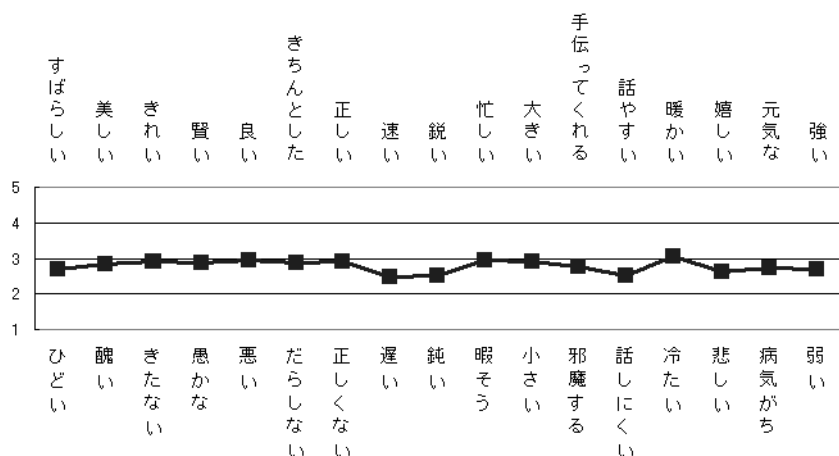 すばらしい
美しい
きれい
賢い
良い
きちんとした
正しい
速い
鋭い
忙しい
大きい
手伝ってくれる
話やすい
暖かい
嬉しい
元気な
強い
5
4
3
2
1
ひどい
醜い
きたない
愚かな
悪い
だらしない
正しくない
遅い
鈍い
暇そう
小さい
邪魔する
話しにくい
冷たい
悲しい
病気がち
弱い